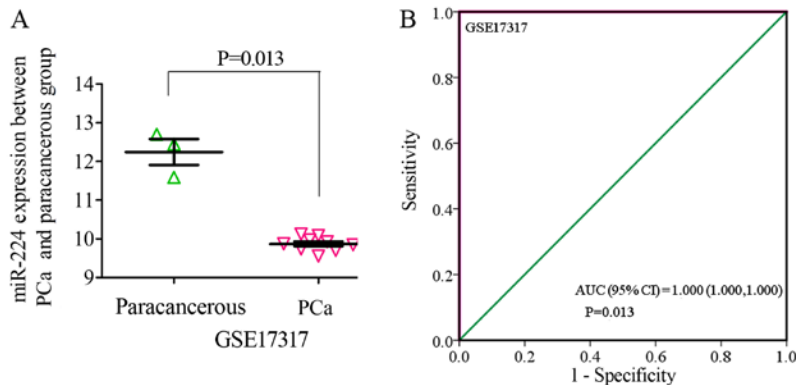 A
miR-224 expression between
PCa and paracancerous group
P=0.013
14
13
12
11
10
9
Paracancerous
PCa
GSE17317
B
GSE17317
Sensitivity
1.0
0.8
0.6
0.4
0.2
0.0
AUC (95% CI) = 1.000 (1.000,1.000)
P=0.013
0.0
0.2
0.4
0.6
0.8
1.0
1 - Specificity